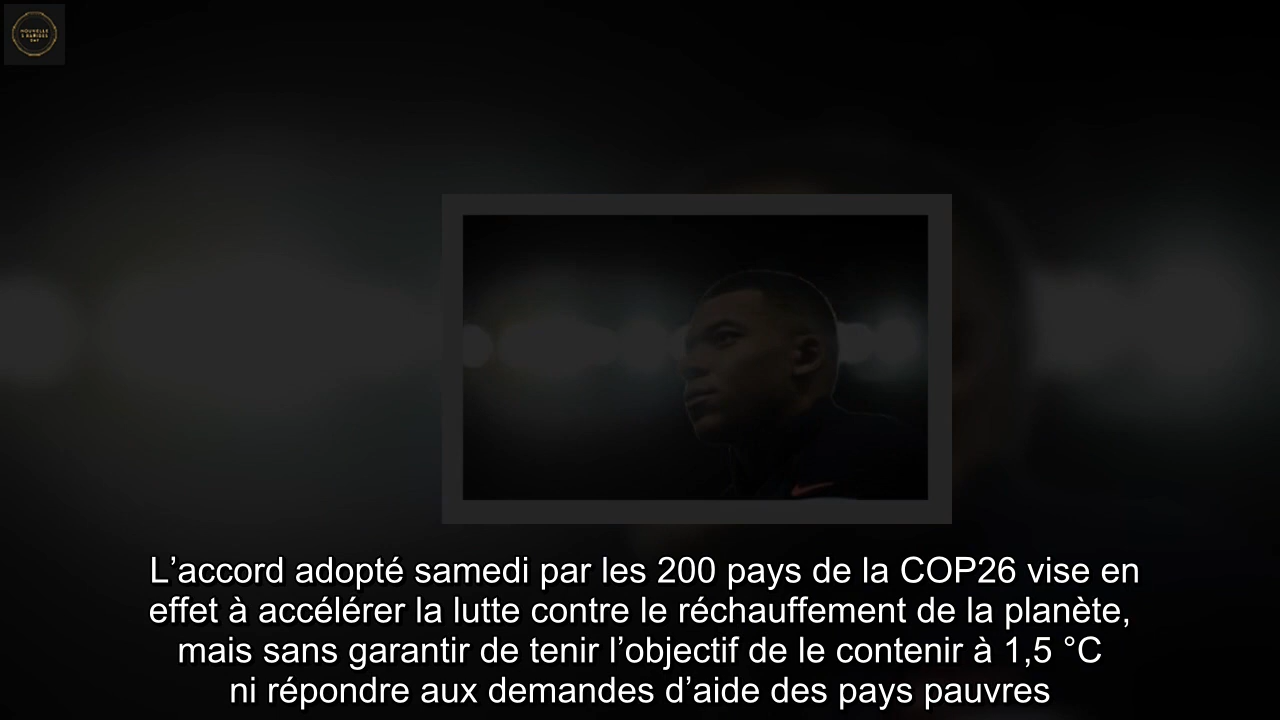 L’accord adopté samedi par les 200 pays de la COP26 vise en
effet à accélérer la lutte contre le réchauffement de la planète,
mais sans garantir de tenir l’objectif de le contenir à 1,5 °C
ni répondre aux demandes d’aide des pays pauvres